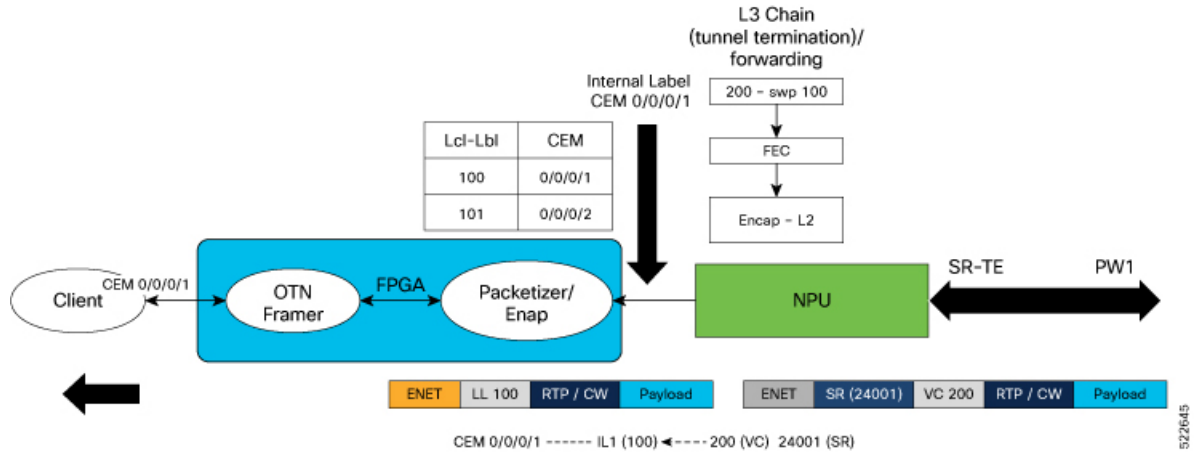 L3 Chain
(tunnel termination)/
forwarding
Internal Label
CEM 0/0/0/1
200 – swp 100
FEC
Encap – L2
Lcl-Lbl CEM
100 0/0/0/1
101 0/0/0/2
Client
CEM 0/0/0/1
OTN
Framer
FPGA
Packetizer/
Enap
NPU
SR-TE
PW1
ENET LL 100 RTP / CW Payload
ENET SR (24001) VC 200 RTP / CW Payload
CEM 0/0/0/1 ------ IL1 (100) ◄---- 200 (VC) 24001 (SR)
522645